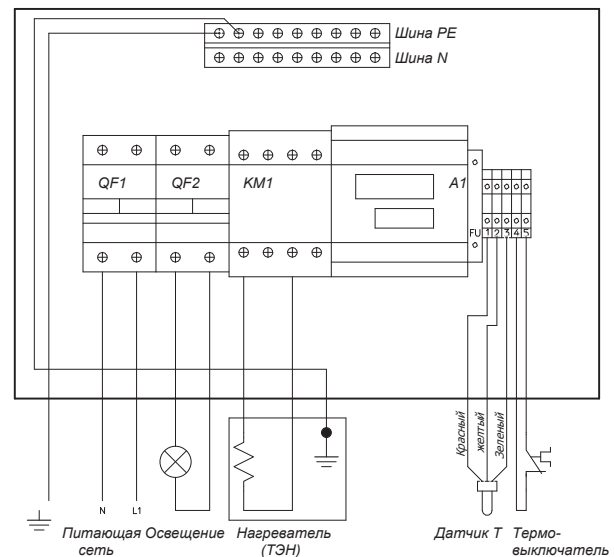 Шина PE
Шина N
QF1
QF2
KM1
A1
FU 1 2 3 4 5
Красный
желтый
Зеленый
N
L1
Питающая сеть
Освещение
Нагреватель (ТЭН)
Датчик Т
Термо-
выключатель